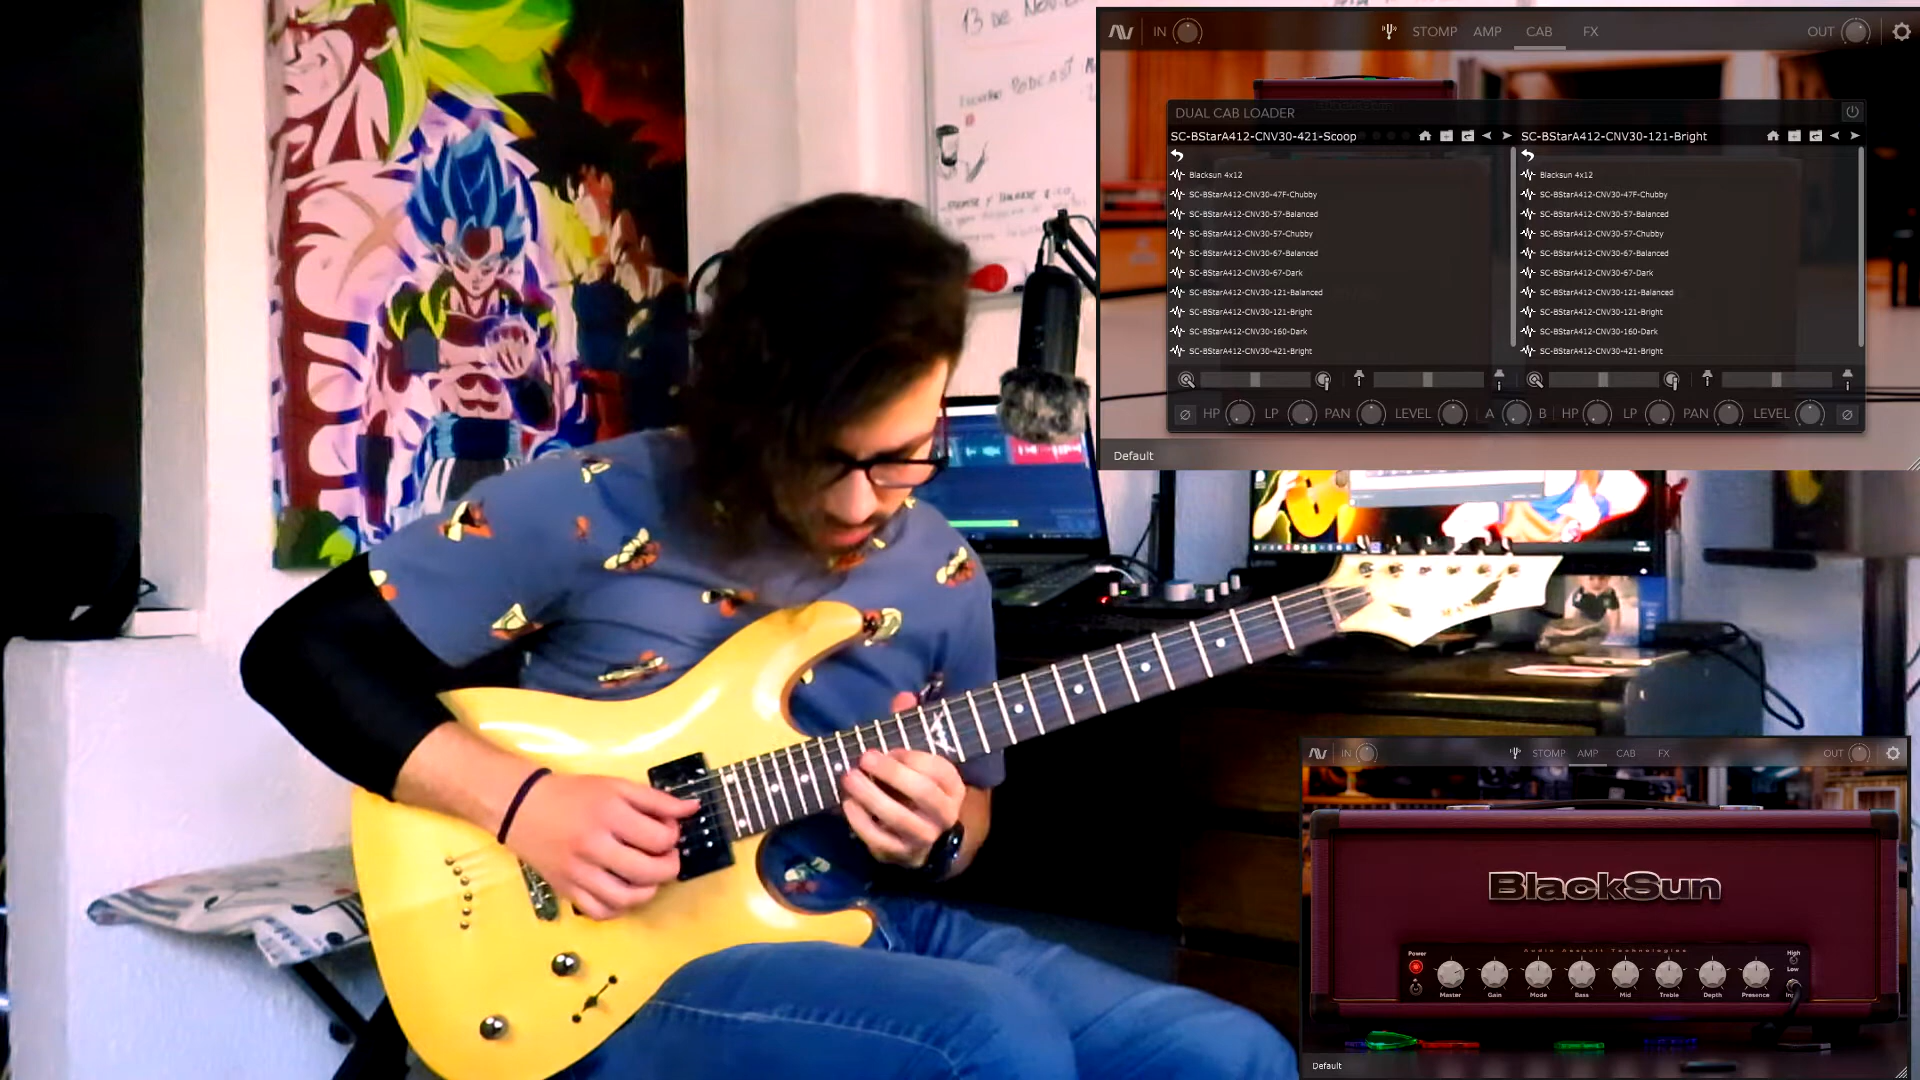 13 de Nov
Podcast
IN
STOMP AMP CAB FX
OUT
BlackSun
DUAL CAB LOADER
SC-BStarA412-CNV30-421-Scoop
Blacksun 4x12
SC-BStarA412-CNV30-47F-Chubby
SC-BStarA412-CNV30-57-Balanced
SC-BStarA412-CNV30-57-Chubby
SC-BStarA412-CNV30-67-Balanced
SC-BStarA412-CNV30-67-Dark
SC-BStarA412-CNV30-121-Balanced
SC-BStarA412-CNV30-121-Bright
SC-BStarA412-CNV30-160-Dark
SC-BStarA412-CNV30-421-Bright
SC-BStarA412-CNV30-121-Bright
Blacksun 4x12
SC-BStarA412-CNV30-47F-Chubby
SC-BStarA412-CNV30-57-Balanced
SC-BStarA412-CNV30-57-Chubby
SC-BStarA412-CNV30-67-Balanced
SC-BStarA412-CNV30-67-Dark
SC-BStarA412-CNV30-121-Balanced
SC-BStarA412-CNV30-121-Bright
SC-BStarA412-CNV30-160-Dark
SC-BStarA412-CNV30-421-Bright
HP LP PAN LEVEL A B HP LP PAN LEVEL
Default
IN
STOMP AMP CAB FX
OUT
BlackSun
Audio Assault Technologies
Power
High
Low
Master Gain Mode Bass Mid Treble Depth Presence
Default